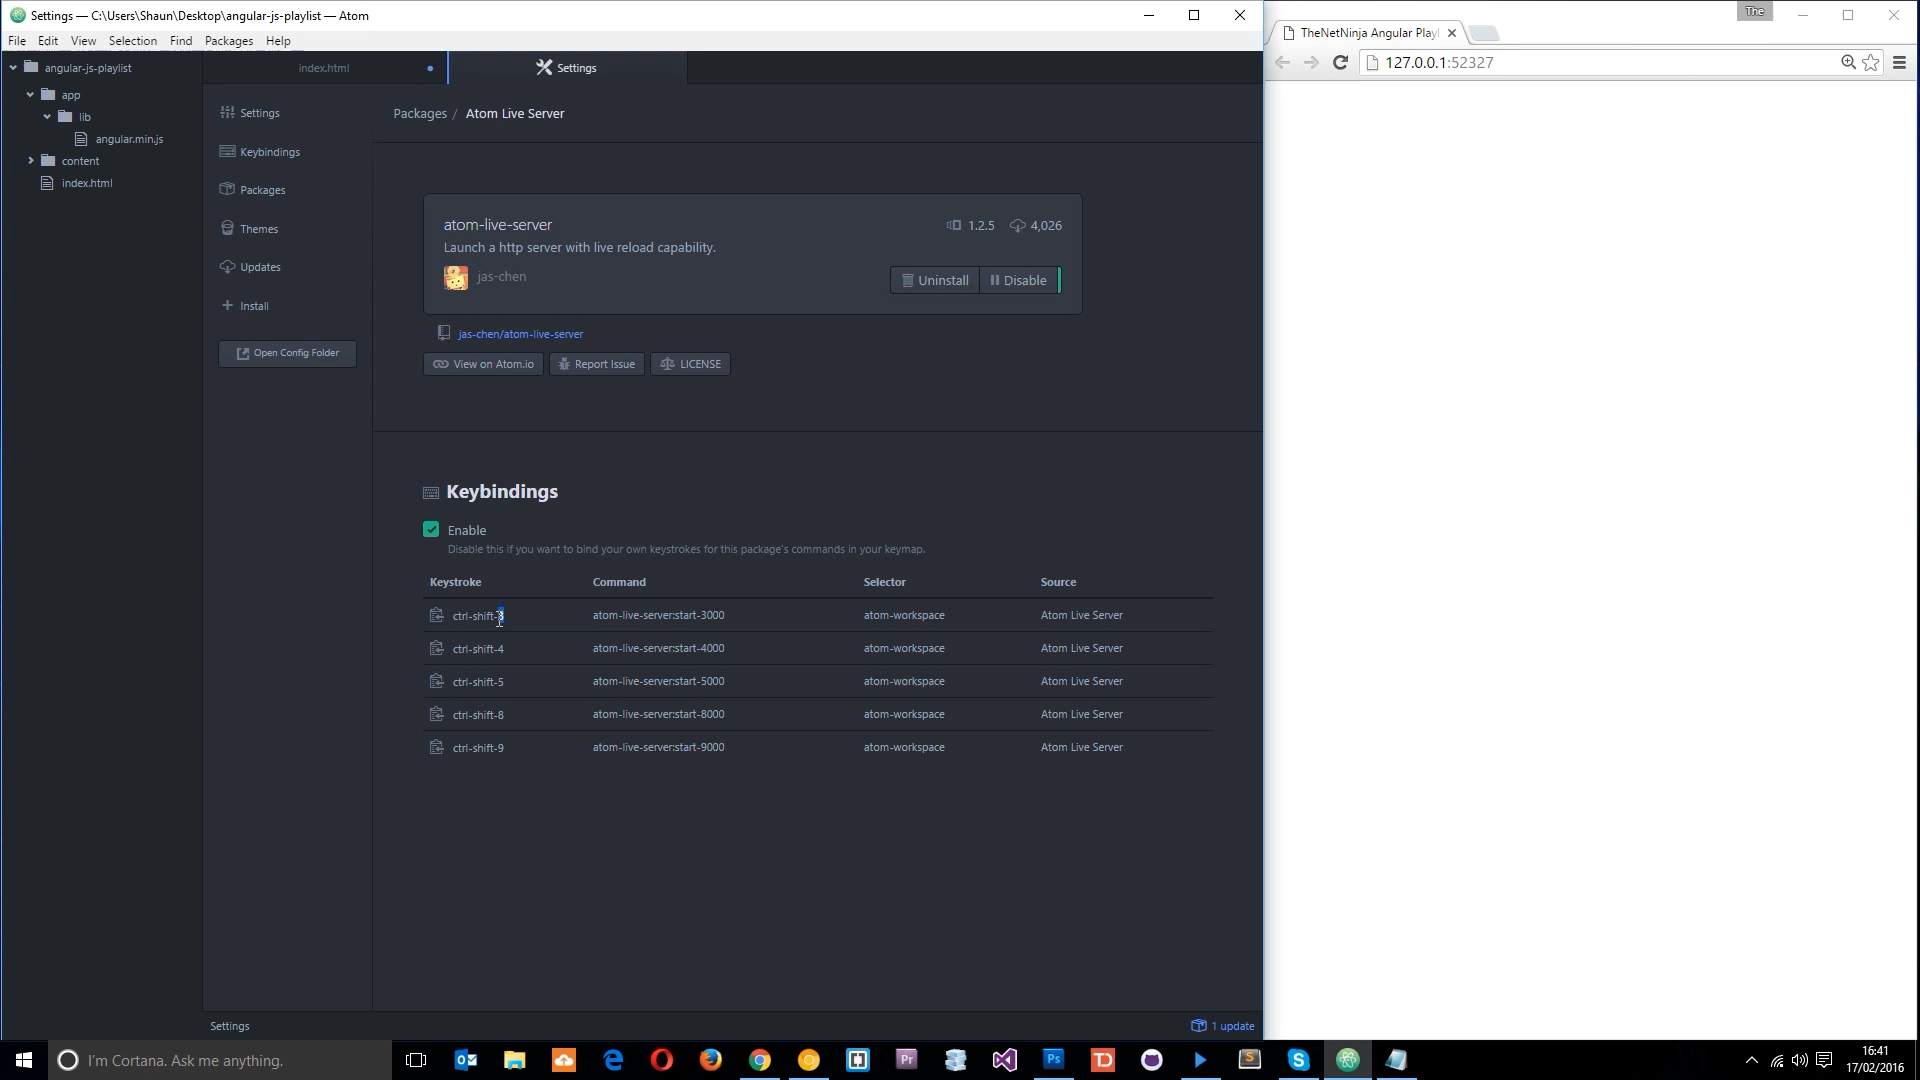 Settings — C:\Users\Shaun\Desktop\angular-js-playlist — Atom
File Edit View Selection Find Packages Help
angular-js-playlist
app
lib
angular.min.js
content
index.html
index.html
Settings
Settings
Keybindings
Packages
Themes
Updates
Install
Open Config Folder
Packages / Atom Live Server
atom-live-server 1.2.5 4,026
Launch a http server with live reload capability.
jas-chen Uninstall Disable
jas-chen/atom-live-server
View on Atom.io Report Issue LICENSE
Keybindings
Enable
Disable this if you want to bind your own keystrokes for this package's commands in your keymap.
Keystroke Command Selector Source
ctrl-shift-3 atom-live-server:start-3000 atom-workspace Atom Live Server
ctrl-shift-4 atom-live-server:start-4000 atom-workspace Atom Live Server
ctrl-shift-5 atom-live-server:start-5000 atom-workspace Atom Live Server
ctrl-shift-8 atom-live-server:start-8000 atom-workspace Atom Live Server
ctrl-shift-9 atom-live-server:start-9000 atom-workspace Atom Live Server
Settings
1 update
The
TheNetNinja Angular Playl
127.0.0.1:52327
I'm Cortana. Ask me anything.
Pr
Ps
TD
S
16:41
17/02/2016